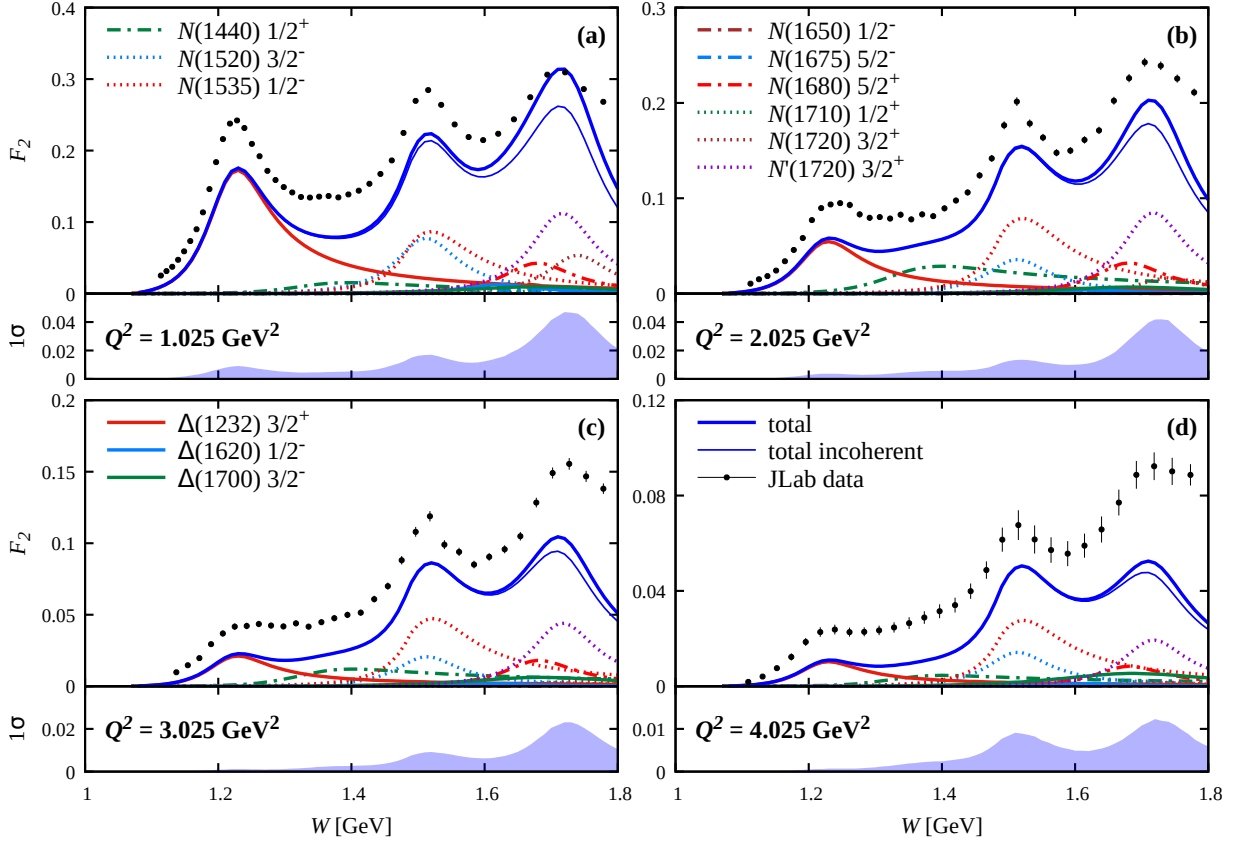 0.4
0.3
0.2
0.1
0
F2
N(1440) 1/2+
N(1520) 3/2-
N(1535) 1/2-
(a)
0.04
0.02
0
1σ
Q2 = 1.025 GeV2
0.3
0.2
0.1
0
N(1650) 1/2-
N(1675) 5/2-
N(1680) 5/2+
N(1710) 1/2+
N(1720) 3/2+
N'(1720) 3/2+
(b)
0.04
0.02
0
Q2 = 2.025 GeV2
0.2
0.15
0.1
0.05
0
F2
Δ(1232) 3/2+
Δ(1620) 1/2-
Δ(1700) 3/2-
(c)
0.02
0
1σ
Q2 = 3.025 GeV2
1
1.2
1.4
1.6
1.8
W [GeV]
0.12
0.08
0.04
0
total
total incoherent
JLab data
(d)
0.01
0
Q2 = 4.025 GeV2
1
1.2
1.4
1.6
1.8
W [GeV]